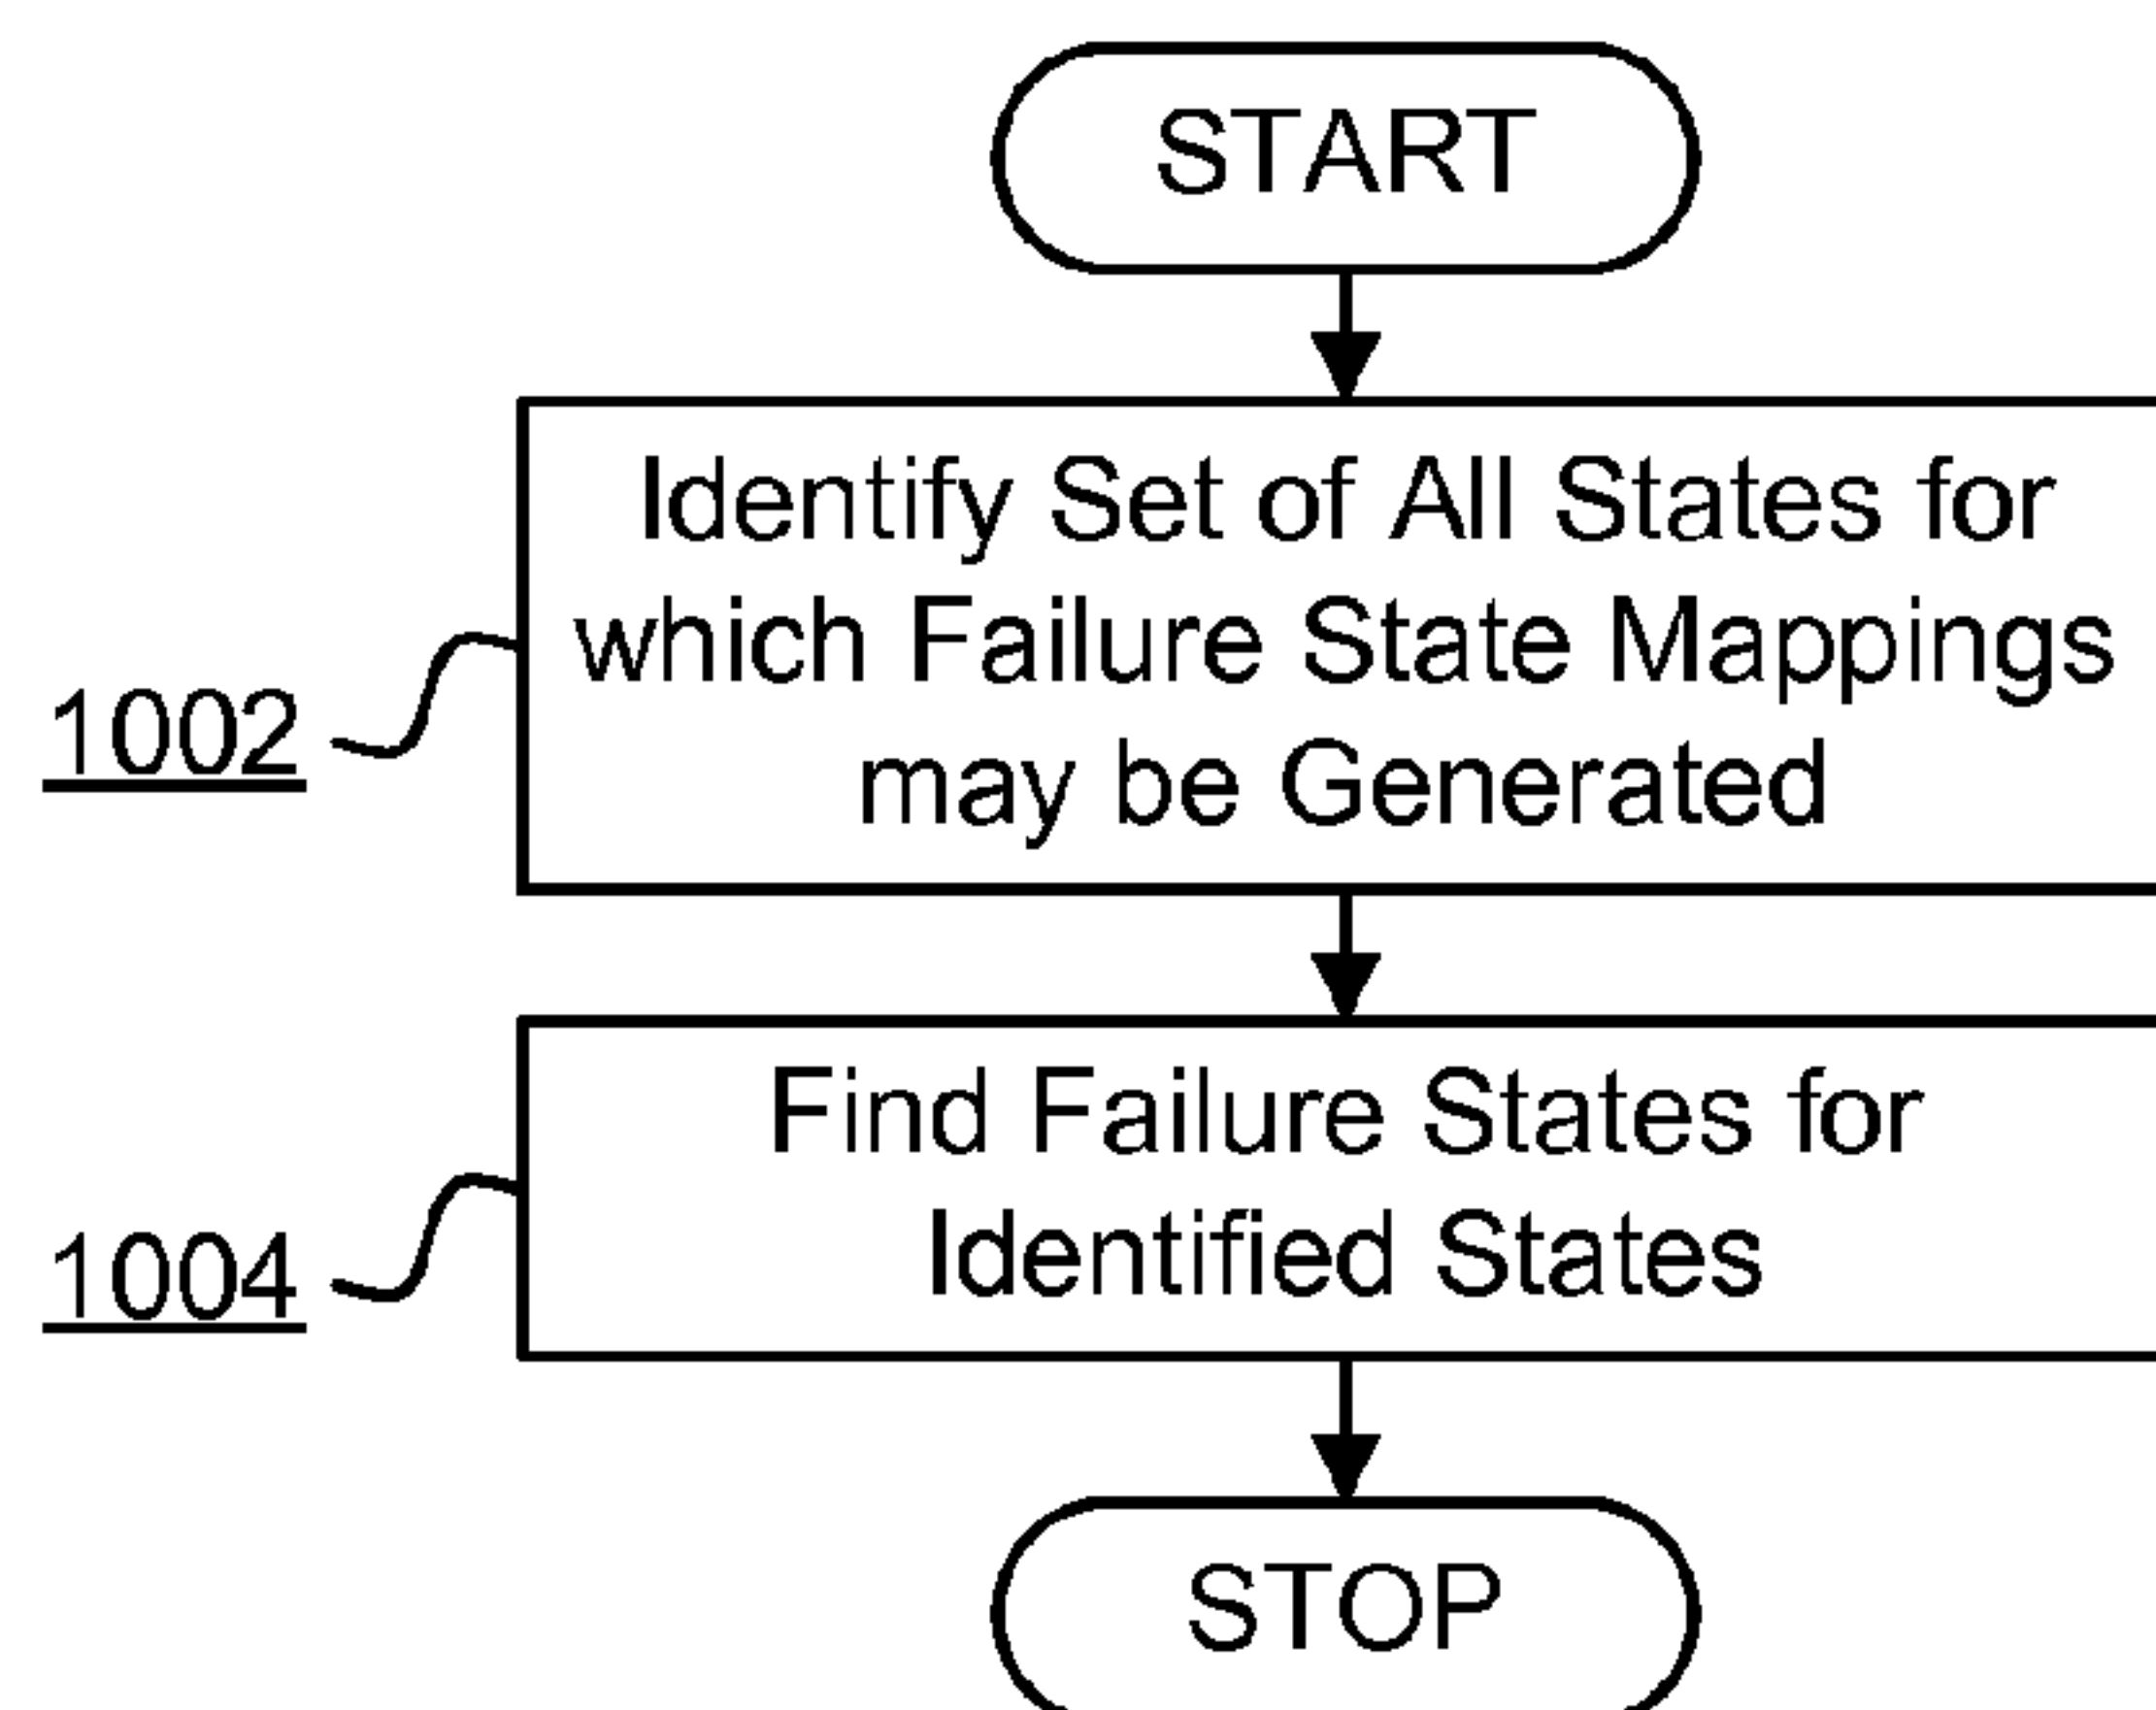 START
Identify Set of All States for
which Failure State Mappings
may be Generated
1002
Find Failure States for
Identified States
1004
STOP